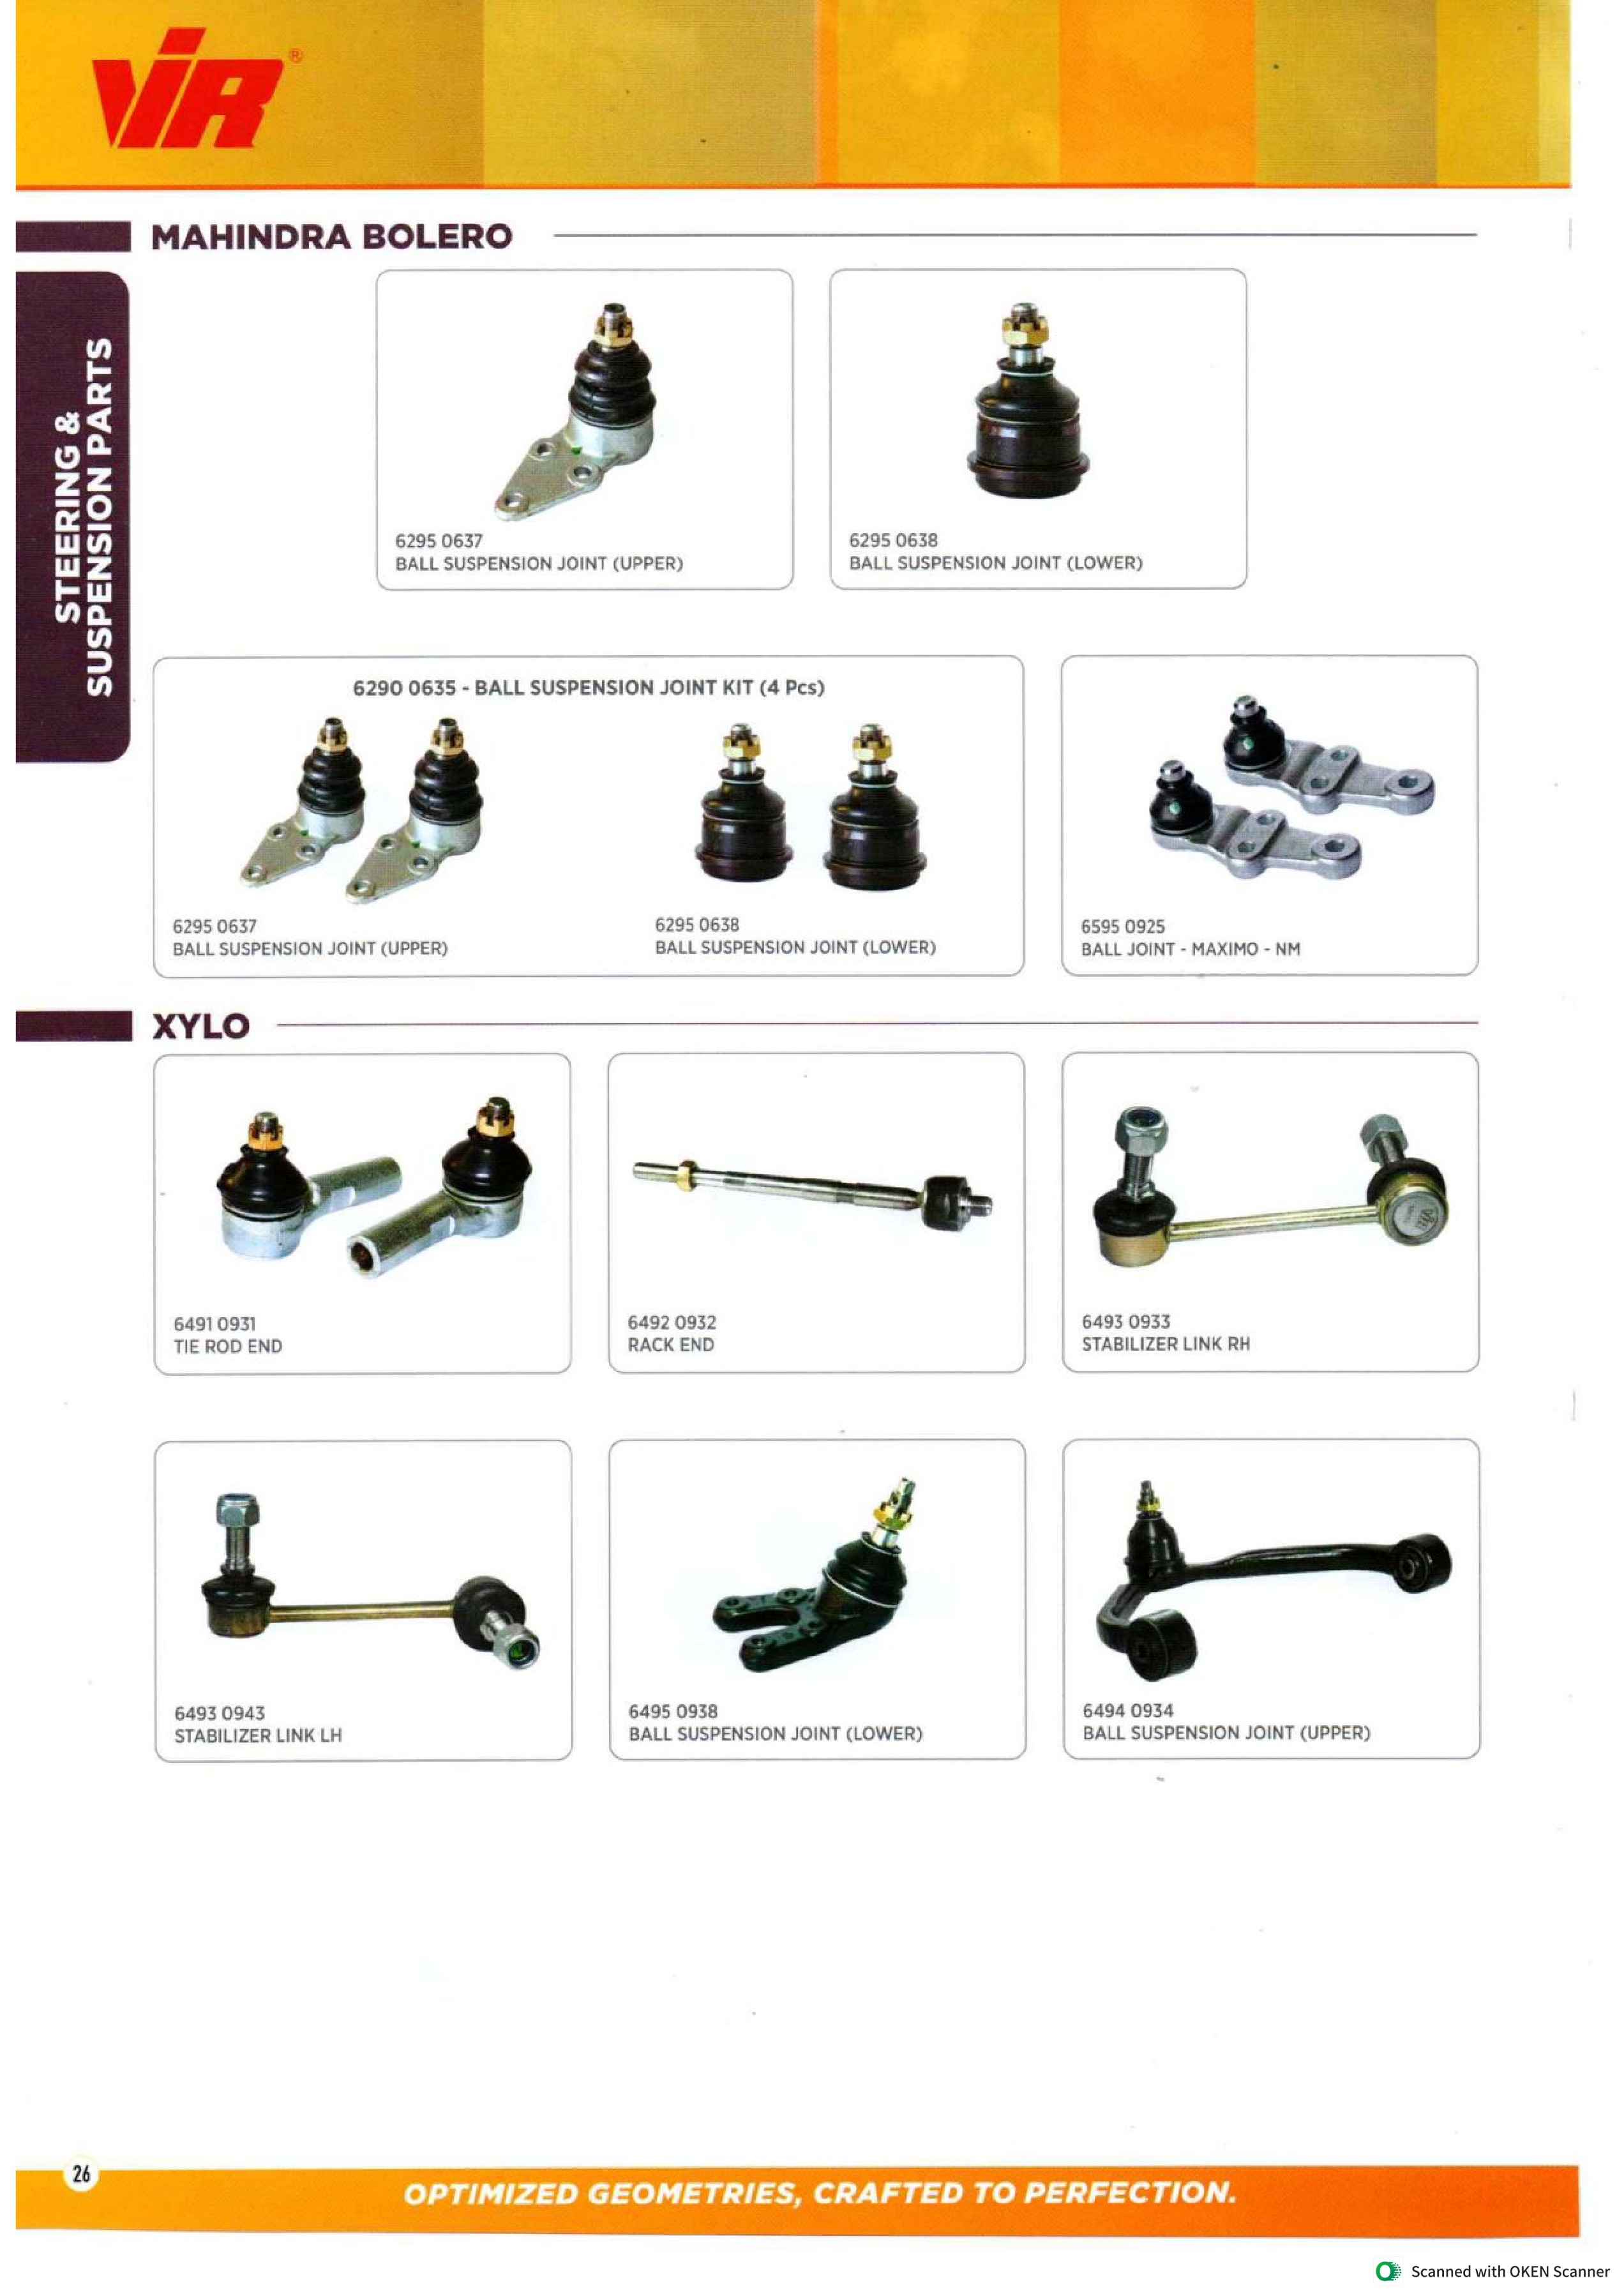 VIR®
MAHINDRA BOLERO
STEERING &
SUSPENSION PARTS
6295 0637
BALL SUSPENSION JOINT (UPPER)
6295 0638
BALL SUSPENSION JOINT (LOWER)
6290 0635 - BALL SUSPENSION JOINT KIT (4 Pcs)
6295 0637
BALL SUSPENSION JOINT (UPPER)
6295 0638
BALL SUSPENSION JOINT (LOWER)
6595 0925
BALL JOINT - MAXIMO - NM
XYLO
6491 0931
TIE ROD END
6492 0932
RACK END
6493 0933
STABILIZER LINK RH
6493 0943
STABILIZER LINK LH
6495 0938
BALL SUSPENSION JOINT (LOWER)
6494 0934
BALL SUSPENSION JOINT (UPPER)
26
OPTIMIZED GEOMETRIES, CRAFTED TO PERFECTION.
Scanned with OKEN Scanner